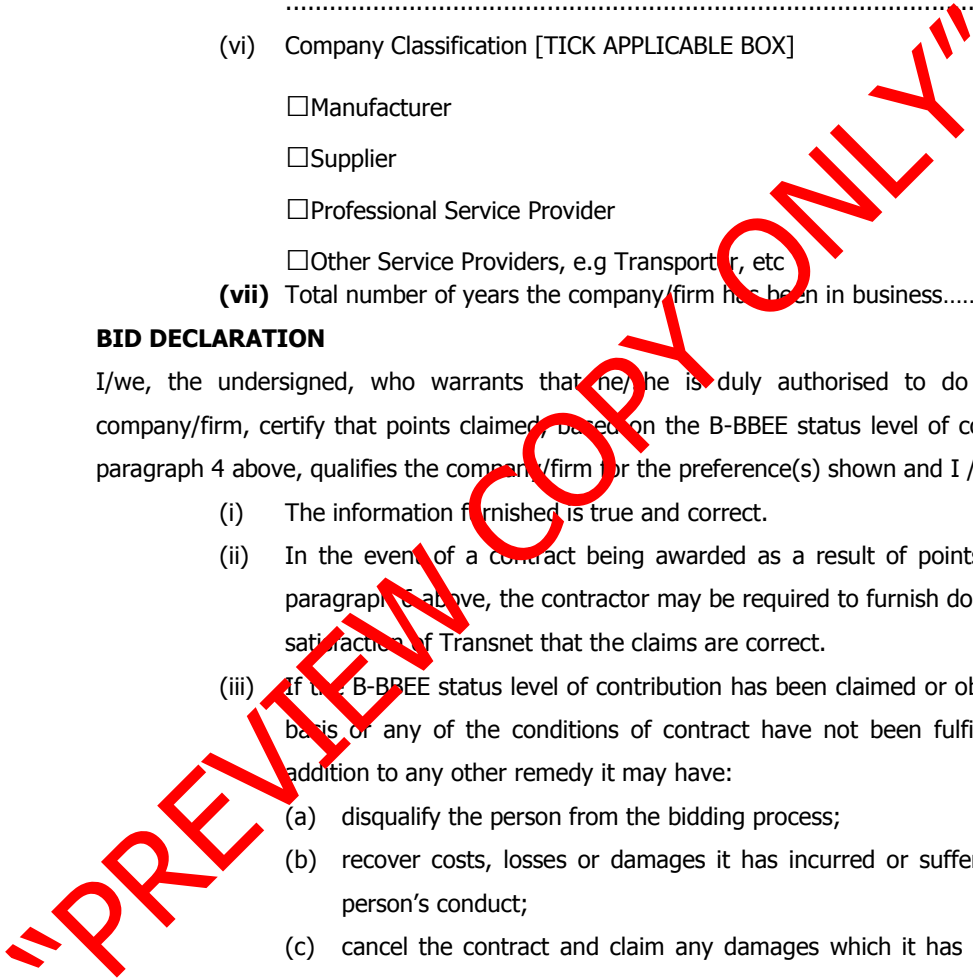 ................................................................................................
(vi) Company Classification [TICK APPLICABLE BOX]
☐Manufacturer
☐Supplier
☐Professional Service Provider
☐Other Service Providers, e.g Transporter, etc
(vii) Total number of years the company/firm has been in business.....
BID DECLARATION
I/we, the undersigned, who warrants that he/she is duly authorised to do
company/firm, certify that points claimed, based on the B-BBEE status level of
paragraph 4 above, qualifies the company/firm for the preference(s) shown and I /
(i) The information furnished is true and correct.
(ii) In the event of a contract being awarded as a result of points
paragraph 6 above, the contractor may be required to furnish
satisfaction of Transnet that the claims are correct.
(iii) If the B-BBEE status level of contribution has been claimed or
basis or any of the conditions of contract have not been
addition to any other remedy it may have:
(a) disqualify the person from the bidding process;
(b) recover costs, losses or damages it has incurred or
person’s conduct;
(c) cancel the contract and claim any damages which it has
“PREVIEW COPY ONLY”